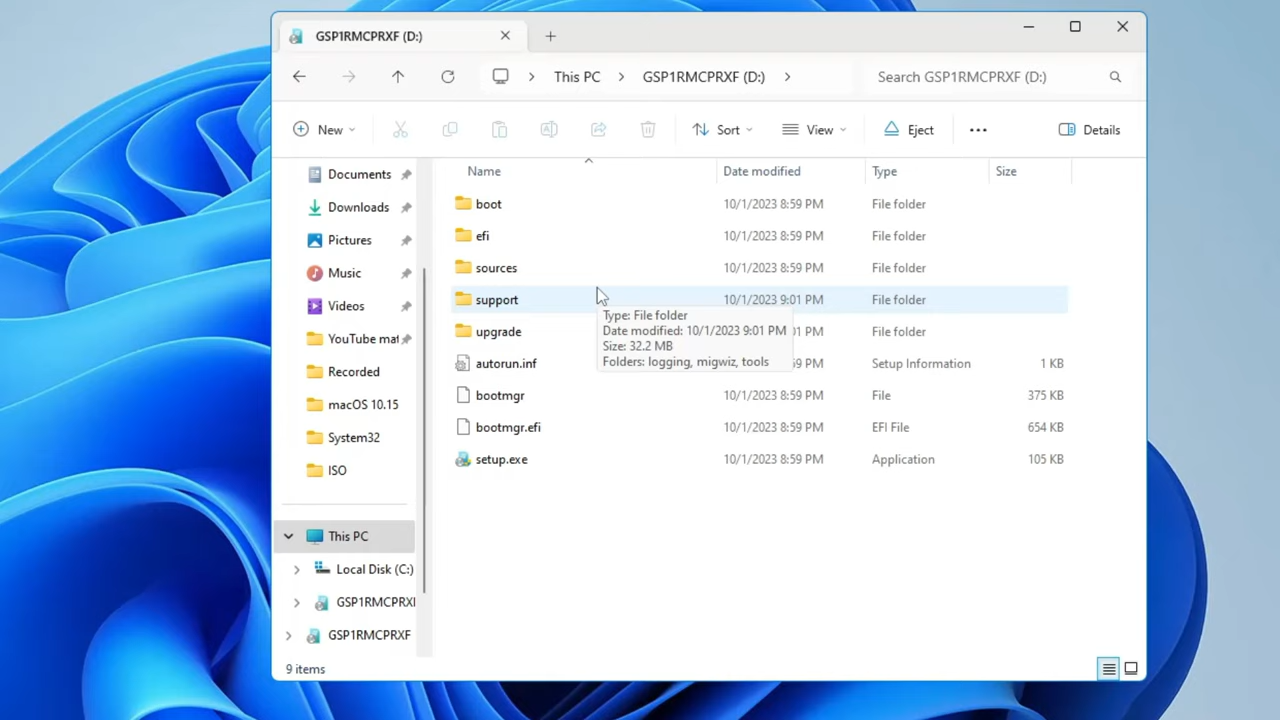 GSP1RMCPRXF (D:)
This PC > GSP1RMCPRXF (D:) >
Search GSP1RMCPRXF (D:)
New
Sort
View
Eject
Details
Documents
Downloads
Pictures
Music
Videos
YouTube mat
Recorded
macOS 10.15
System32
ISO
This PC
Local Disk (C:)
GSP1RMCPRXI
GSP1RMCPRXF
Name Date modified Type Size
boot 10/1/2023 8:59 PM File folder
efi 10/1/2023 8:59 PM File folder
sources 10/1/2023 8:59 PM File folder
support 10/1/2023 9:01 PM File folder
upgrade 01 PM File folder
autorun.inf 59 PM Setup Information 1 KB
bootmgr 10/1/2023 8:59 PM File 375 KB
bootmgr.efi 10/1/2023 8:59 PM EFI File 654 KB
setup.exe 10/1/2023 8:59 PM Application 105 KB
Type: File folder
Date modified: 10/1/2023 9:01 PM
Size: 32.2 MB
Folders: logging, migwiz, tools
9 items